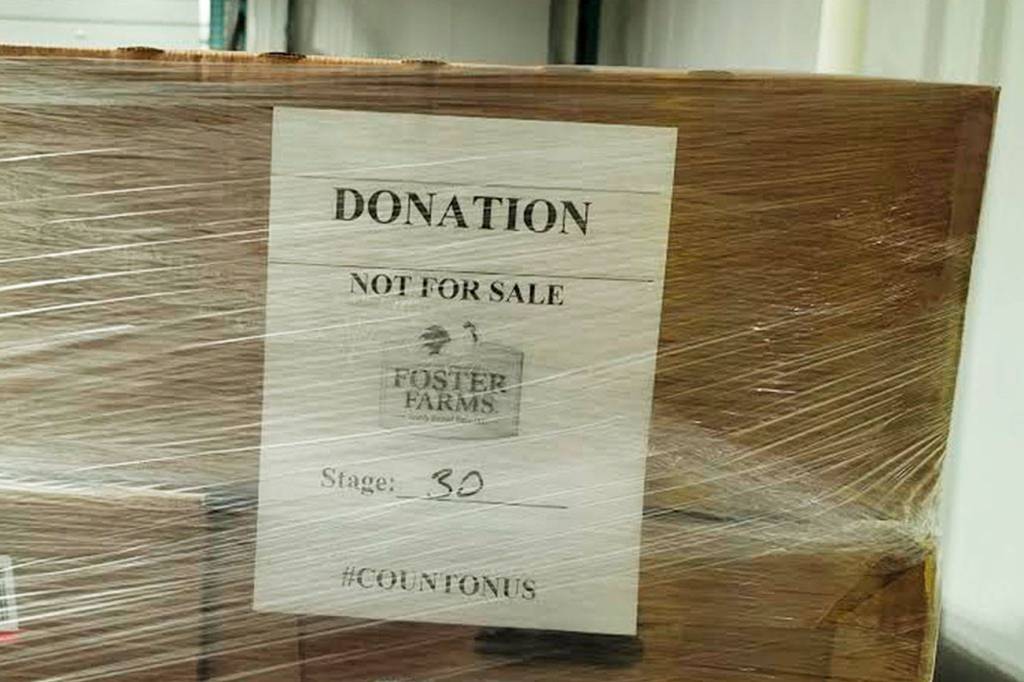 DONATION
NOT FOR SALE
FOSTER
FARMS
Stage: 30
#COUNTONUS